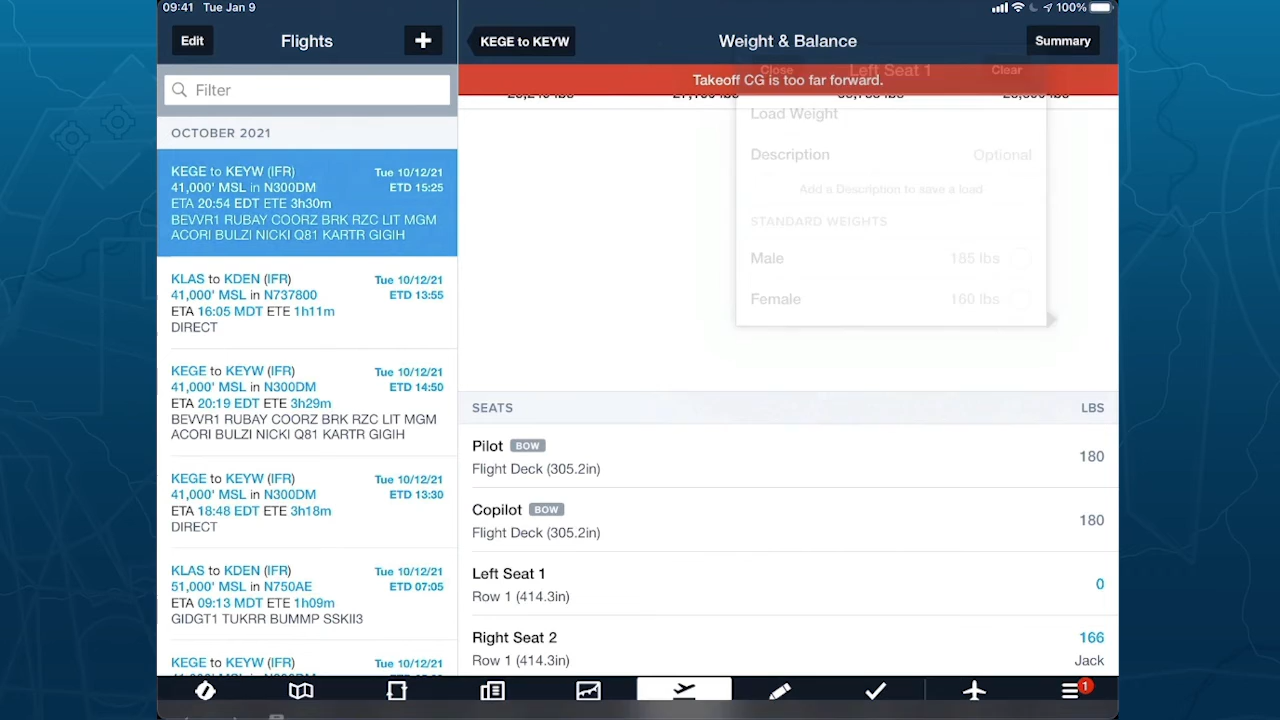 09:41 Tue Jan 9
100%
Edit
Flights
KEGE to KEYW
Weight & Balance
Summary
Takeoff CG is too far forward.
Close
Left Seat 1
Clear
Filter
OCTOBER 2021
KEGE to KEYW (IFR) Tue 10/12/21
41,000' MSL in N300DM ETD 15:25
ETA 20:54 EDT ETE 3h30m
BEVVR1 RUBAY COORZ BRK RZC LIT MGM
ACORI BULZI NICKI Q81 KARTR GIGIH
KLAS to KDEN (IFR) Tue 10/12/21
41,000' MSL in N737800 ETD 13:55
ETA 16:05 MDT ETE 1h11m
DIRECT
KEGE to KEYW (IFR) Tue 10/12/21
41,000' MSL in N300DM ETD 14:50
ETA 20:19 EDT ETE 3h29m
BEVVR1 RUBAY COORZ BRK RZC LIT MGM
ACORI BULZI NICKI Q81 KARTR GIGIH
KEGE to KEYW (IFR) Tue 10/12/21
41,000' MSL in N300DM ETD 13:30
ETA 18:48 EDT ETE 3h18m
DIRECT
KLAS to KDEN (IFR) Tue 10/12/21
51,000' MSL in N750AE ETD 07:05
ETA 09:13 MDT ETE 1h09m
GIDGT1 TUKRR BUMMP SSKII3
KEGE to KEYW (IFR) Tue 10/12/21
Load Weight
Description Optional
Add a Description to save a load
STANDARD WEIGHTS
Male 185 lbs
Female 160 lbs
SEATS LBS
Pilot BOW 180
Flight Deck (305.2in)
Copilot BOW 180
Flight Deck (305.2in)
Left Seat 1 0
Row 1 (414.3in)
Right Seat 2 166
Row 1 (414.3in) Jack
1